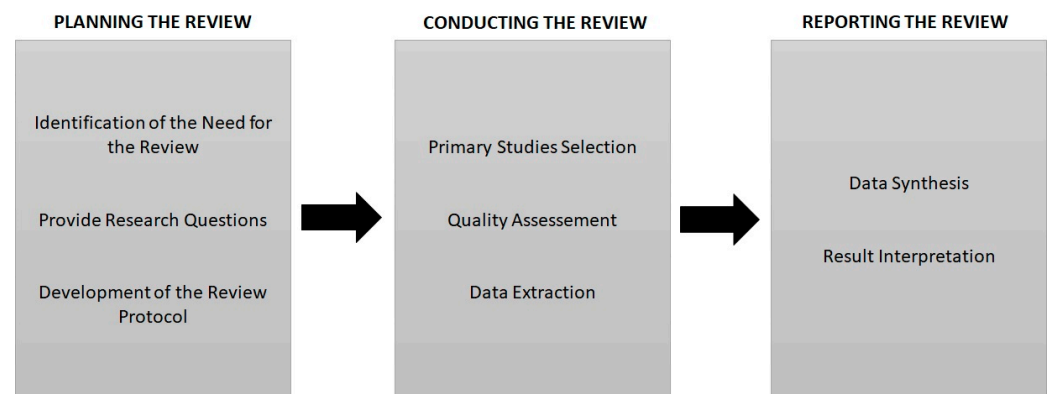 PLANNING THE REVIEW
Identification of the Need for
the Review
Provide Research Questions
Development of the Review
Protocol
CONDUCTING THE REVIEW
Primary Studies Selection
Quality Assessement
Data Extraction
REPORTING THE REVIEW
Data Synthesis
Result Interpretation